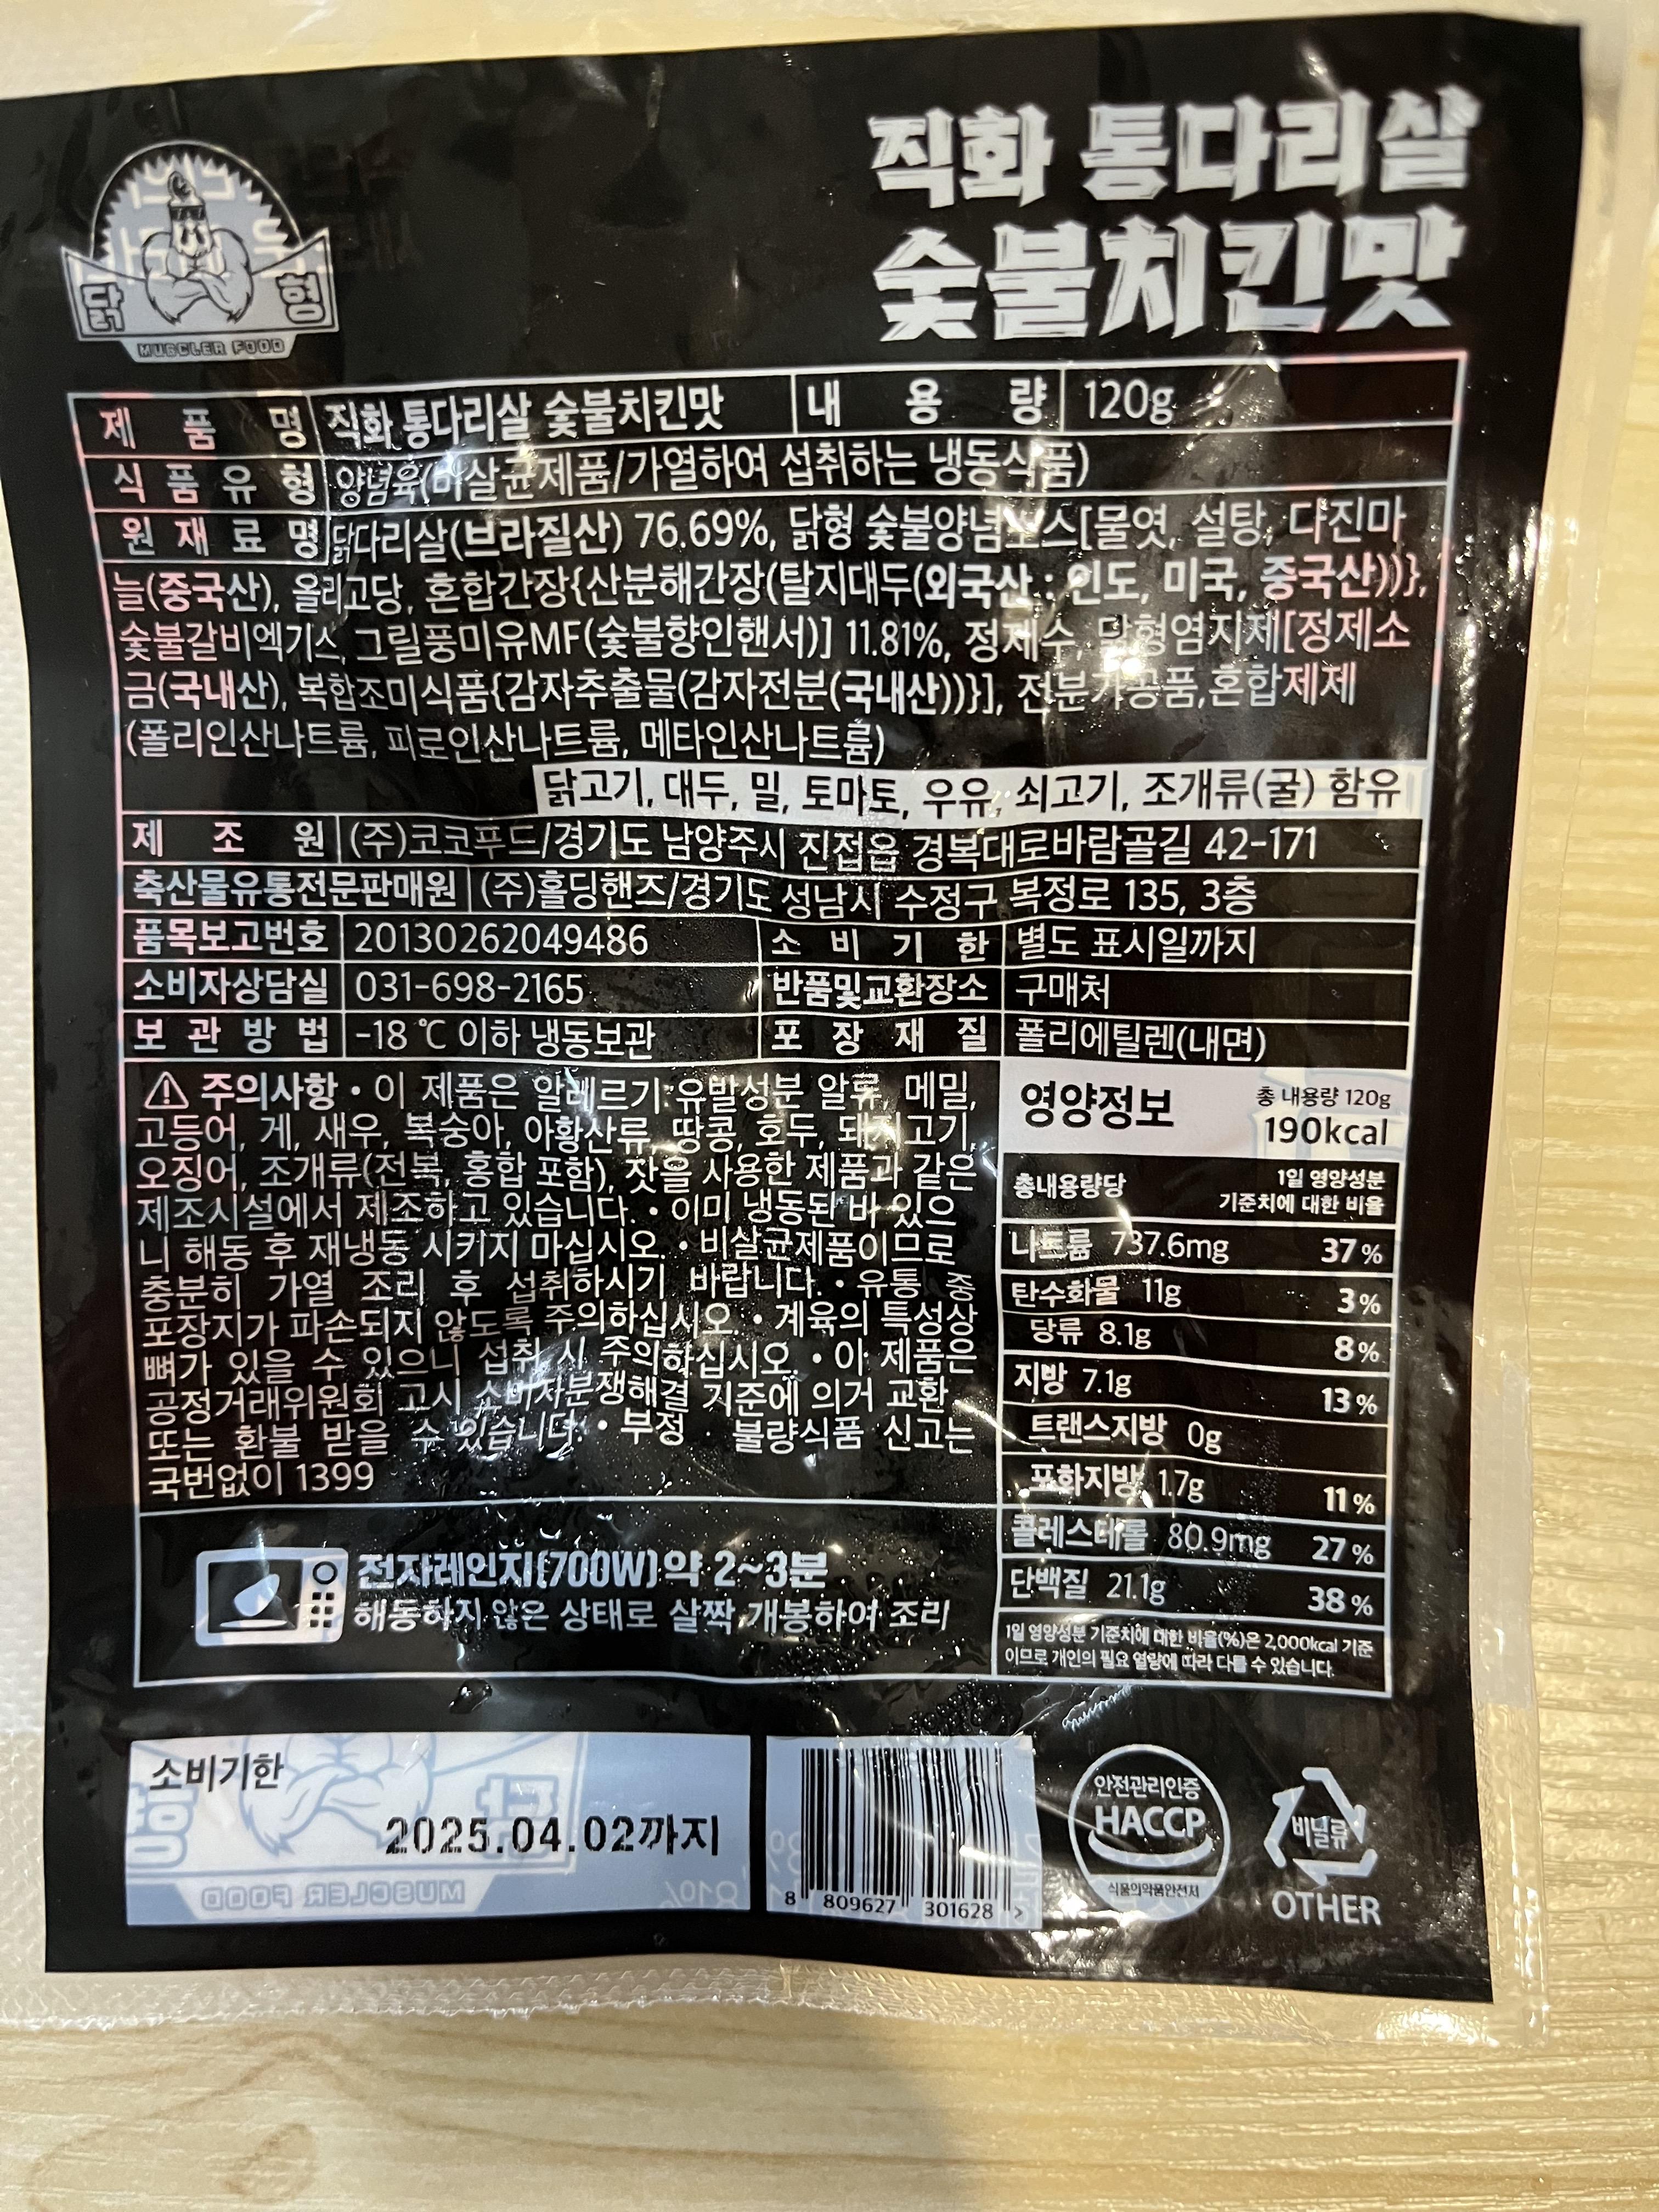 직화 통다리살
숯불치킨맛
닭 형
MUSCLER FOOD
제품명 직화 통다리살 숯불치킨맛 내용량 120g
식품유형 양념육(비살균제품/가열하여 섭취하는 냉동식품)
원재료명 닭다리살(브라질산) 76.69%, 닭형 숯불양념소스[물엿, 설탕, 다진마
늘(중국산), 올리고당, 혼합간장{산분해간장(탈지대두(외국산 : 인도, 미국, 중국산))},
숯불갈비엑기스, 그릴풍미유MF(숯불향인핸서)] 11.81%, 정제수, 닭형염지제[정제소
금(국내산), 복합조미식품{감자추출물(감자전분(국내산))}], 전분가공품,혼합제제
(폴리인산나트륨, 피로인산나트륨, 메타인산나트륨)
닭고기, 대두, 밀, 토마토, 우유, 쇠고기, 조개류(굴) 함유
제조원 (주)코코푸드/경기도 남양주시 진접읍 경복대로바람골길 42-171
축산물유통전문판매원 (주)홀딩핸즈/경기도 성남시 수정구 복정로 135, 3층
품목보고번호 20130262049486 소비기한 별도 표시일까지
소비자상담실 031-698-2165 반품및교환장소 구매처
보관방법 -18 ℃ 이하 냉동보관 포장재질 폴리에틸렌(내면)
⚠ 주의사항 • 이 제품은 알레르기 유발성분 알류, 메밀,
고등어, 게, 새우, 복숭아, 아황산류, 땅콩, 호두, 돼지고기,
오징어, 조개류(전복, 홍합 포함), 잣을 사용한 제품과 같은
제조시설에서 제조하고 있습니다. • 이미 냉동된 바 있으
니 해동 후 재냉동 시키지 마십시오. • 비살균제품이므로
충분히 가열 조리 후 섭취하시기 바랍니다. • 유통 중
포장지가 파손되지 않도록 주의하십시오. • 계육의 특성상
뼈가 있을 수 있으니 섭취 시 주의하십시오. • 이 제품은
공정거래위원회 고시 소비자분쟁해결 기준에 의거 교환
또는 환불 받을 수 있습니다. • 부정 · 불량식품 신고는
국번없이 1399
전자레인지(700W)약 2~3분
해동하지 않은 상태로 살짝 개봉하여 조리
영양정보 총 내용량 120g
190kcal
총내용량당 1일 영양성분
기준치에 대한 비율
나트륨 737.6mg 37%
탄수화물 11g 3%
당류 8.1g 8%
지방 7.1g 13%
트랜스지방 0g
포화지방 1.7g 11%
콜레스테롤 80.9mg 27%
단백질 21.1g 38%
1일 영양성분 기준치에 대한 비율(%)은 2,000kcal 기준
이므로 개인의 필요 열량에 따라 다를 수 있습니다.
소비기한
2025.04.02까지
8 809627 301628 >
안전관리인증
HACCP
식품의약품안전처
비닐류
OTHER